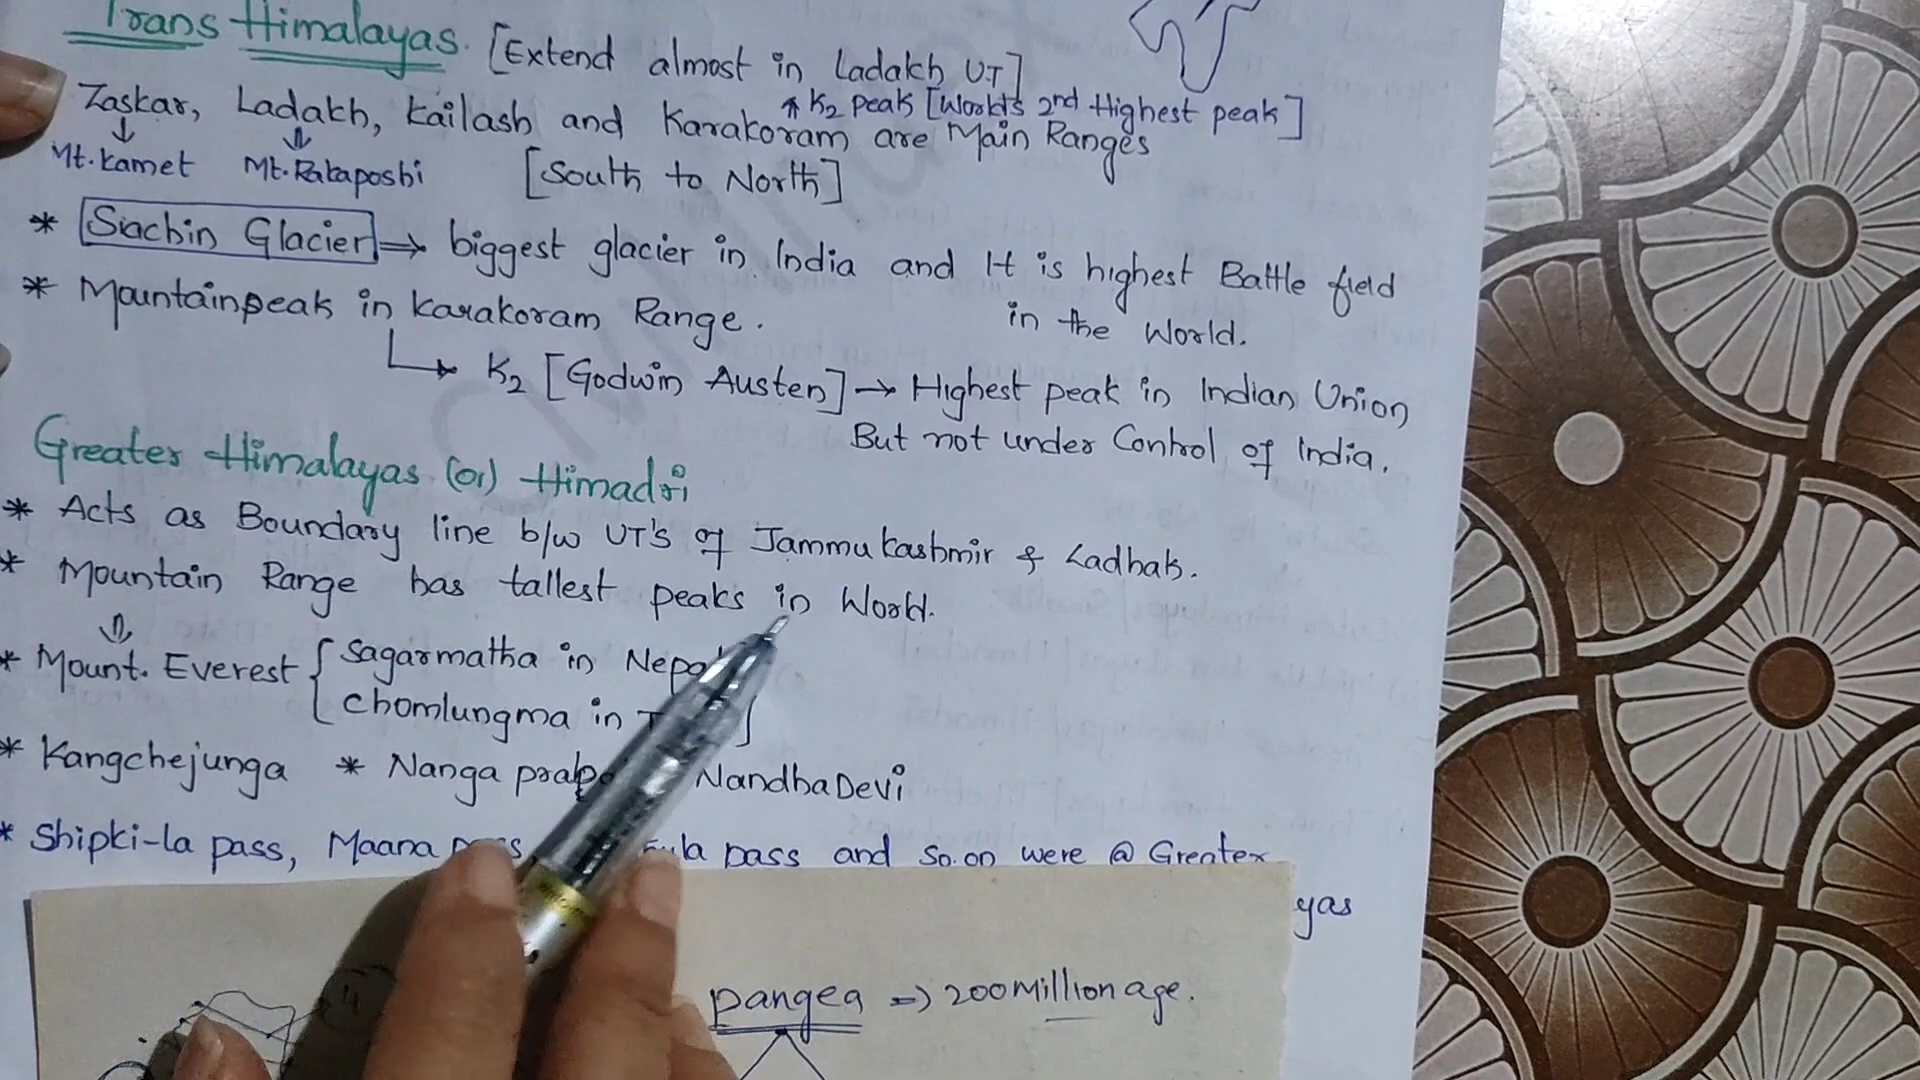 Trans Himalayas. [Extend almost in Ladakh UT]
↑ K2 peak [World's 2nd Highest peak]
Zaskar, Ladakh, Kailash and Karakoram are Main Ranges
Mt.Kamet Mt.Rakaposhi [South to North]
* Siachin Glacier → biggest glacier in India and It is highest Battle field
in the World.
* Mountainpeak in Karakoram Range.
→ K2 [Godwin Austen] → Highest peak in Indian Union,
But not under Control of India.
Greater Himalayas (or) Himadri
* Acts as Boundary line b/w UT's of Jammu Kashmir & Ladhak.
* Mountain Range has tallest peaks in World.
* Mount. Everest { Sagarmatha in
Chomlungma in
* Kangchejunga * Nanga NandhaDevi
* Shipki-la pass, Maana pass and so.on were @ Greater
yas
pangea => 200 million age.